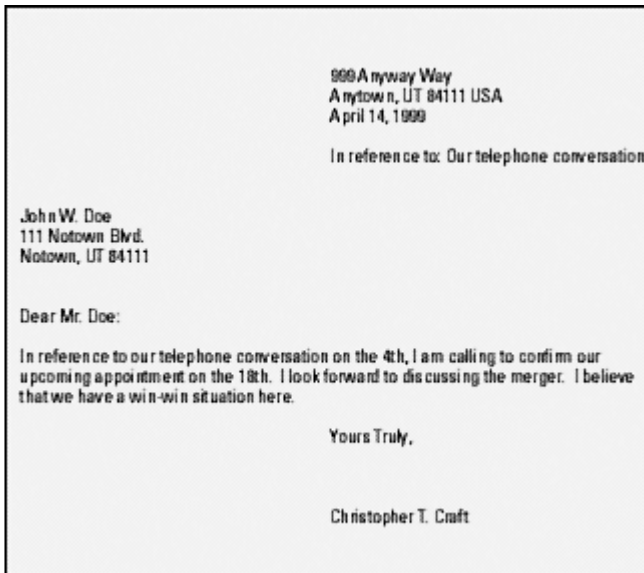 999 Anyway Way
Anytown, UT 84111 USA
April 14, 1999
In reference to: Our telephone conversation
John W. Doe
111 Notown Blvd.
Notown, UT 84111
Dear Mr. Doe:
In reference to our telephone conversation on the 4th, I am calling to confirm our
upcoming appointment on the 18th. I look forward to discussing the merger. I believe
that we have a win-win situation here.
Yours Truly,
Christopher T. Craft